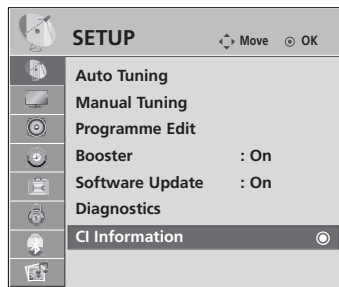 SETUP Move OK
Auto Tuning
Manual Tuning
Programme Edit
Booster : On
Software Update : On
Diagnostics
CI Information